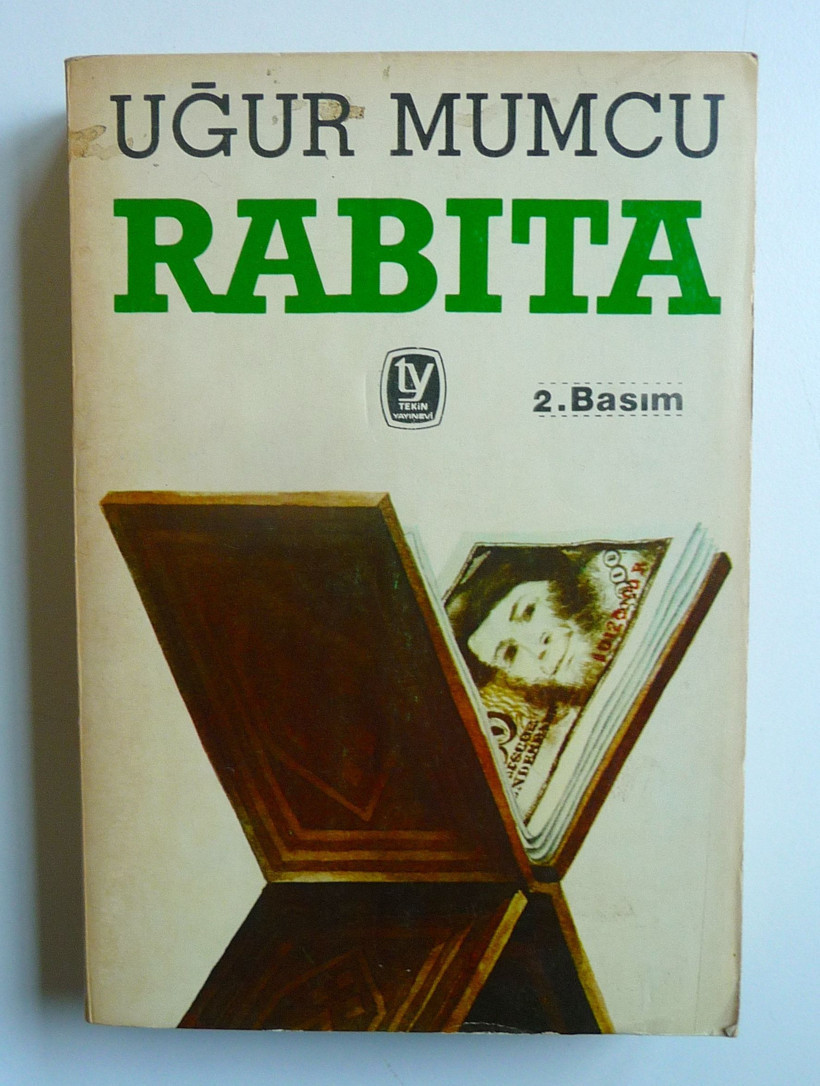 UĞUR MUMCU
RABITA
ty
TEKİN
YAYINEVİ
2.Basım